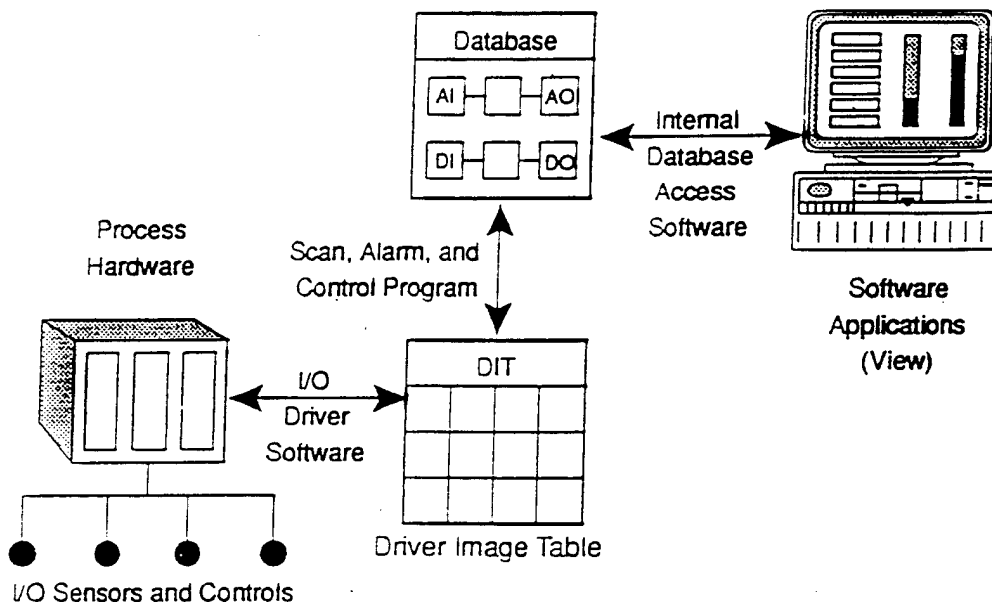 Database
AI
AO
DI
DO
Internal
Database
Access
Software
Process
Hardware
Scan, Alarm, and
Control Program
Software
Applications
(View)
DIT
I/O
Driver
Software
Driver Image Table
I/O Sensors and Controls